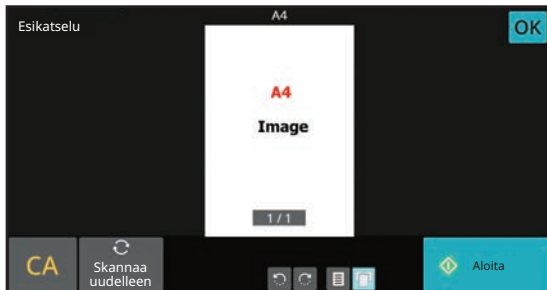 A4
Esikatselu
OK
A4
Image
1 / 1
CA
Skannaa
uudelleen
Aloita